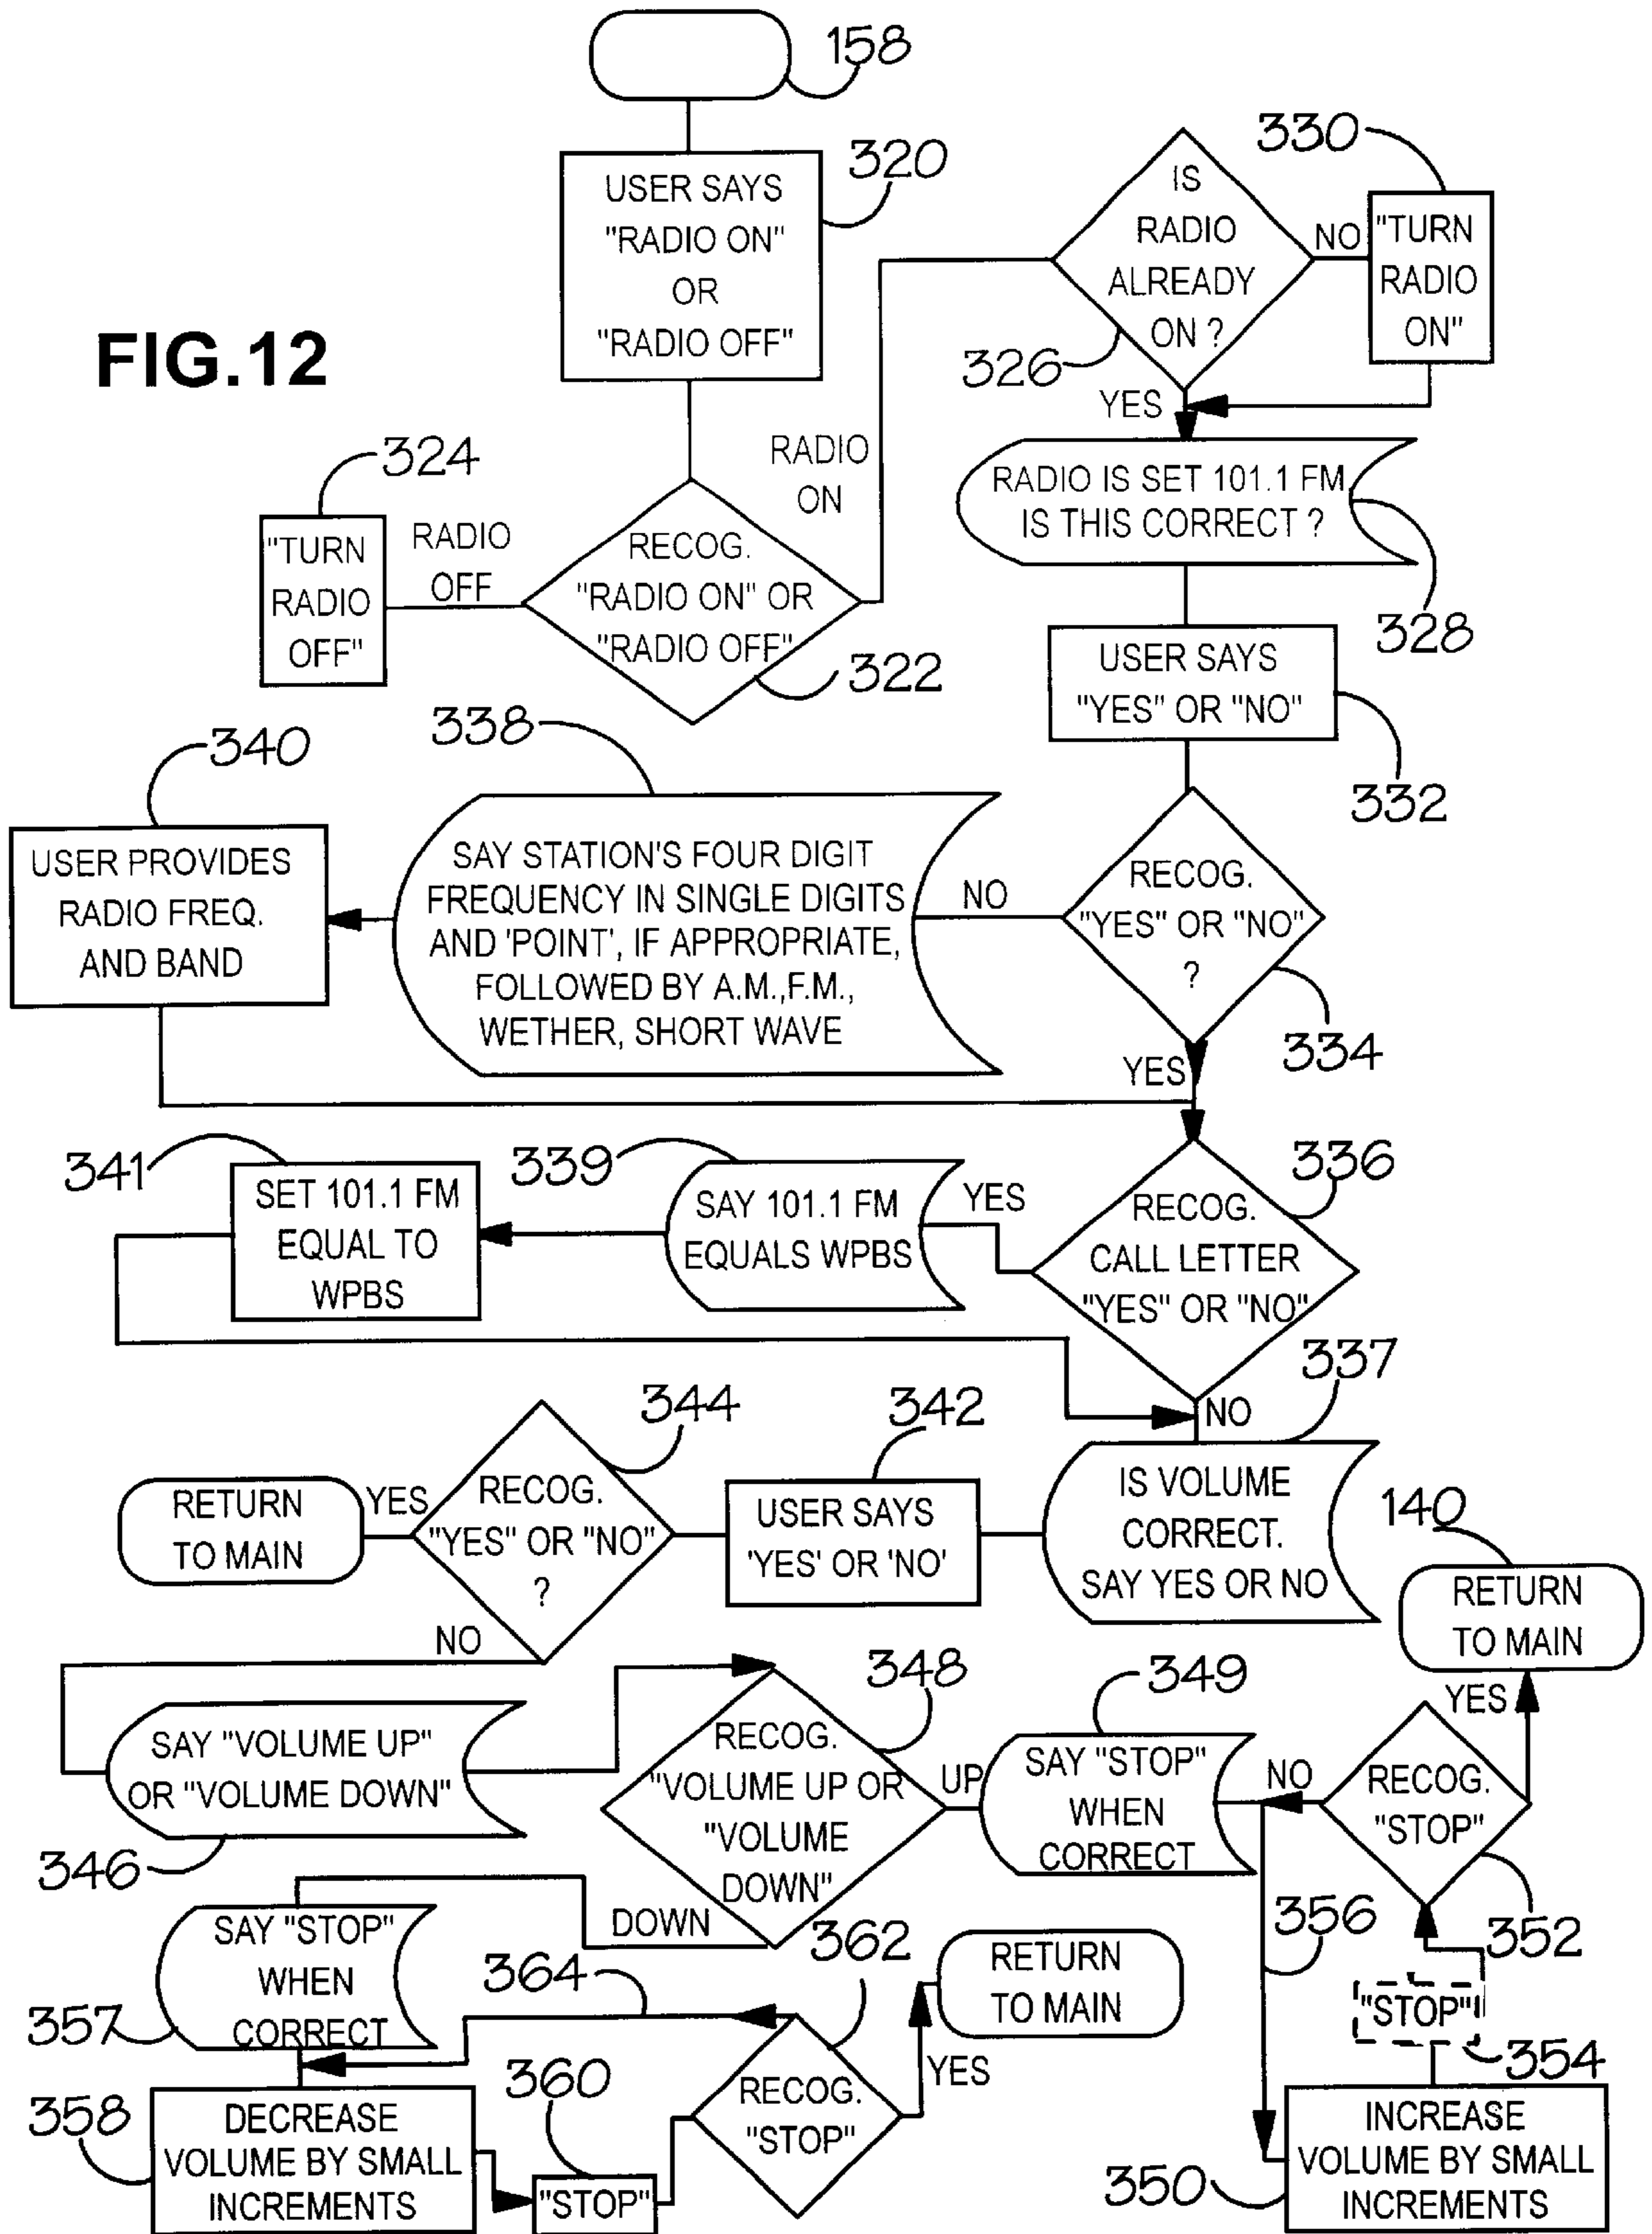 158
320
USER SAYS
"RADIO ON"
OR
"RADIO OFF"
330
IS
RADIO
ALREADY
ON ?
NO
"TURN
RADIO
ON"
FIG.12
326
YES
324
RADIO
ON
"TURN
RADIO
OFF"
RADIO
OFF
RECOG.
"RADIO ON" OR
"RADIO OFF"
322
RADIO IS SET 101.1 FM
IS THIS CORRECT ?
328
USER SAYS
"YES" OR "NO"
332
340
338
USER PROVIDES
RADIO FREQ.
AND BAND
SAY STATION'S FOUR DIGIT
FREQUENCY IN SINGLE DIGITS
AND 'POINT', IF APPROPRIATE,
FOLLOWED BY A.M.,F.M.,
WETHER, SHORT WAVE
NO
RECOG.
"YES" OR "NO"
?
334
YES
341
339
336
SET 101.1 FM
EQUAL TO
WPBS
SAY 101.1 FM
EQUALS WPBS
YES
RECOG.
CALL LETTER
"YES" OR "NO"
337
NO
344
342
RETURN
TO MAIN
YES
RECOG.
"YES" OR "NO"
?
USER SAYS
'YES' OR 'NO'
IS VOLUME
CORRECT.
SAY YES OR NO
140
RETURN
TO MAIN
NO
348
349
YES
SAY "VOLUME UP"
OR "VOLUME DOWN"
346
RECOG.
"VOLUME UP OR
"VOLUME
DOWN"
UP
SAY "STOP"
WHEN
CORRECT
NO
RECOG.
"STOP"
352
356
DOWN
SAY "STOP"
WHEN
CORRECT
357
364
362
RETURN
TO MAIN
"STOP"
354
360
YES
358
DECREASE
VOLUME BY SMALL
INCREMENTS
"STOP"
RECOG.
"STOP"
350
INCREASE
VOLUME BY SMALL
INCREMENTS